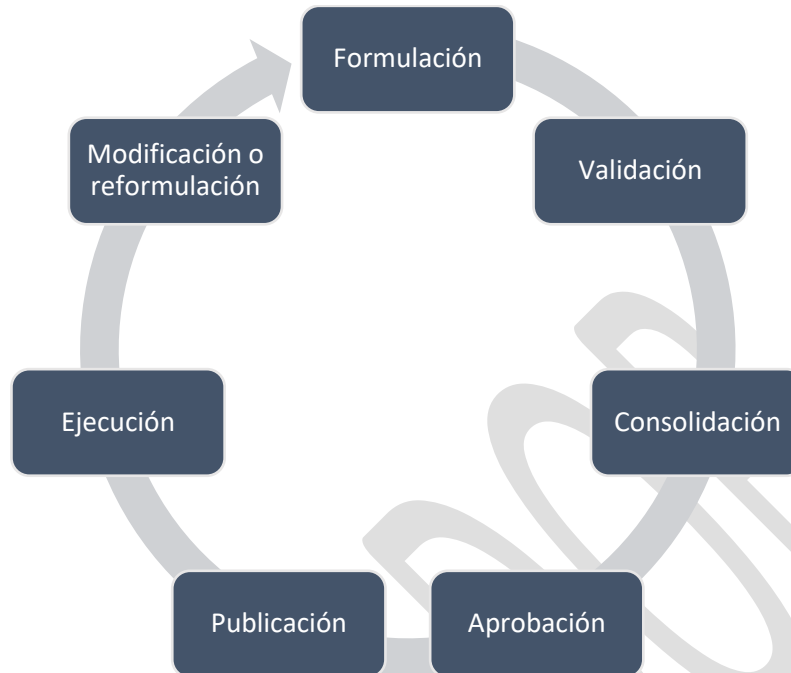 Formulación
Validación
Consolidación
Aprobación
Publicación
Ejecución
Modificación o
reformulación